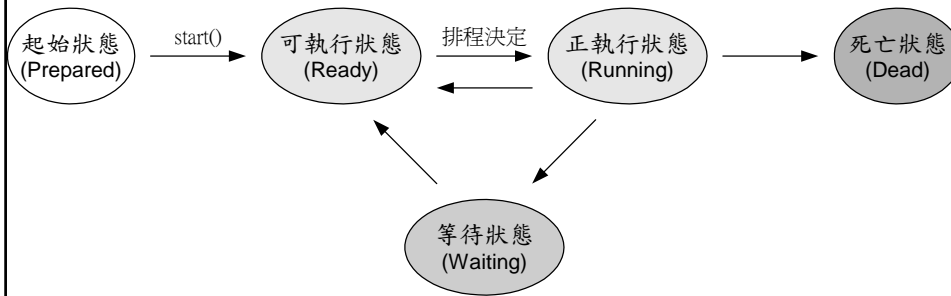 起始狀態
(Prepared)
start()
可執行狀態
(Ready)
排程決定
正執行狀態
(Running)
死亡狀態
(Dead)
等待狀態
(Waiting)